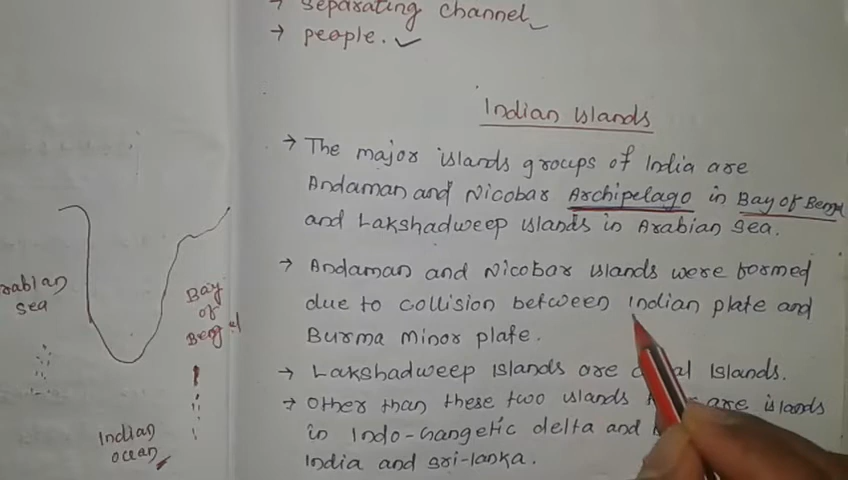 → separating channel
→ people.
Indian islands
→ The major islands groups of India are
Andaman and Nicobar Archipelago in Bay of Bengal
and Lakshadweep islands in Arabian Sea.
→ Andaman and Nicobar islands were formed
due to collision between Indian plate and
Burma minor plate.
→ Lakshadweep Islands are Islands.
→ Other than these two islands are islands
in Indo-Gangetic delta and
India and Sri-lanka.
rabian
sea
Bay
of
Bengal
Indian
ocean